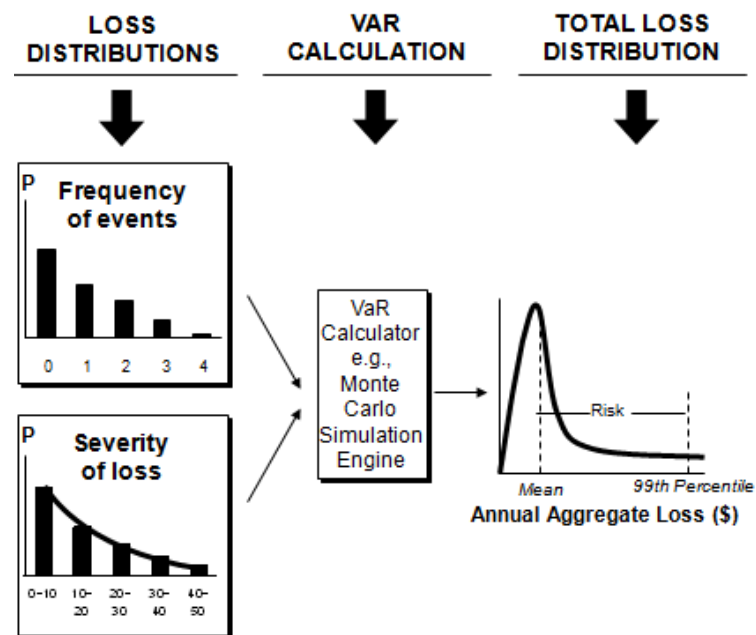 LOSS
DISTRIBUTIONS
VAR
CALCULATION
TOTAL LOSS
DISTRIBUTION
P
Frequency
of events
0 1 2 3 4
P
Severity
of loss
0-10 10-20 20-30 30-40 40-50
VaR
Calculator
e.g.,
Monte
Carlo
Simulation
Engine
Risk
Mean
99th Percentile
Annual Aggregate Loss ($)